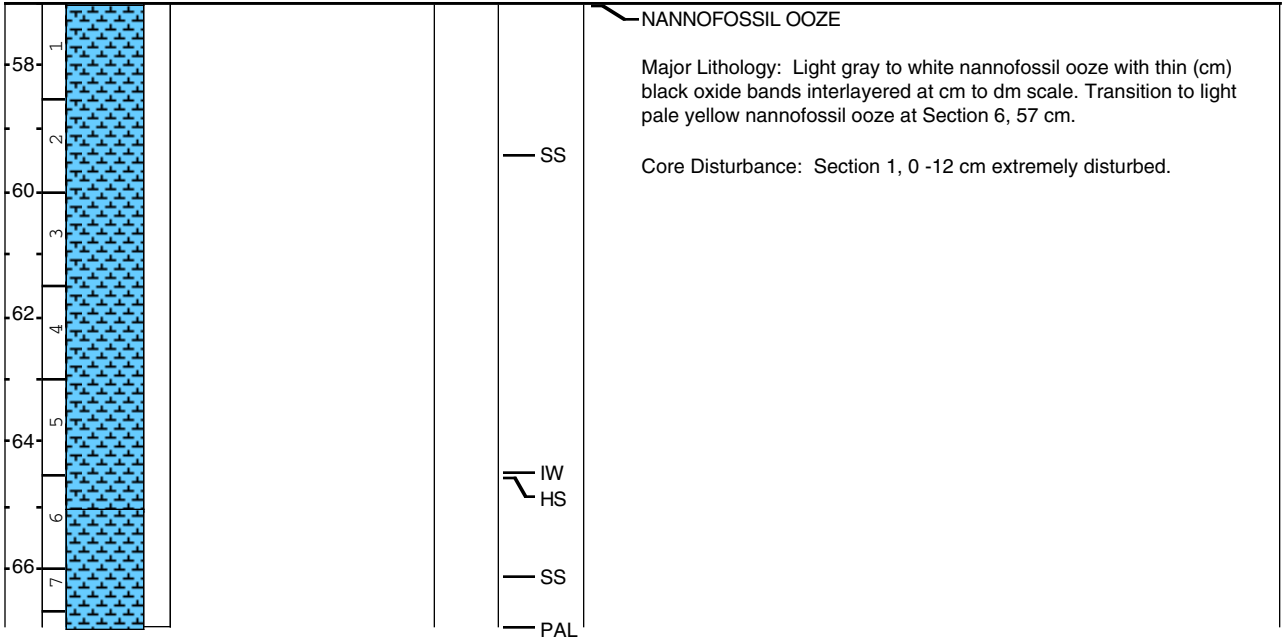 NANNOFOSSIL OOZE
Major Lithology: Light gray to white nannofossil ooze with thin (cm)
black oxide bands interlayered at cm to dm scale. Transition to light
pale yellow nannofossil ooze at Section 6, 57 cm.
Core Disturbance: Section 1, 0 -12 cm extremely disturbed.
1
58
2
SS
60
3
62
4
5
64
IW
HS
6
66
7
SS
PAL